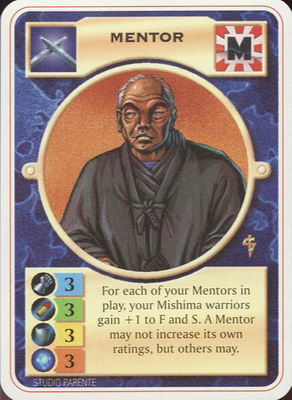 MENTOR
M
3
3
3
3
For each of your Mentors in
play, your Mishima warriors
gain +1 to F and S. A Mentor
may not increase its own
ratings, but others may.
STUDIO PARENTE